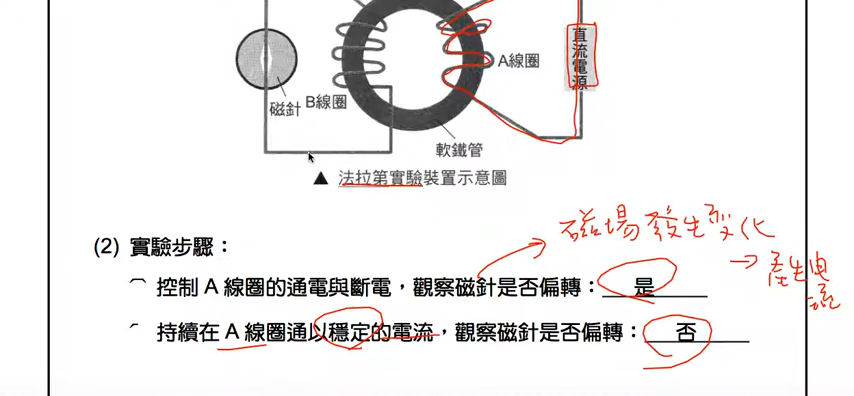 直流電源
A線圈
磁針
B線圈
軟鐵管
▲ 法拉第實驗裝置示意圖
磁場發生變化
(2) 實驗步驟：
→ 產生電流
控制 A 線圈的通電與斷電，觀察磁針是否偏轉：是
持續在 A 線圈通以穩定的電流，觀察磁針是否偏轉：否